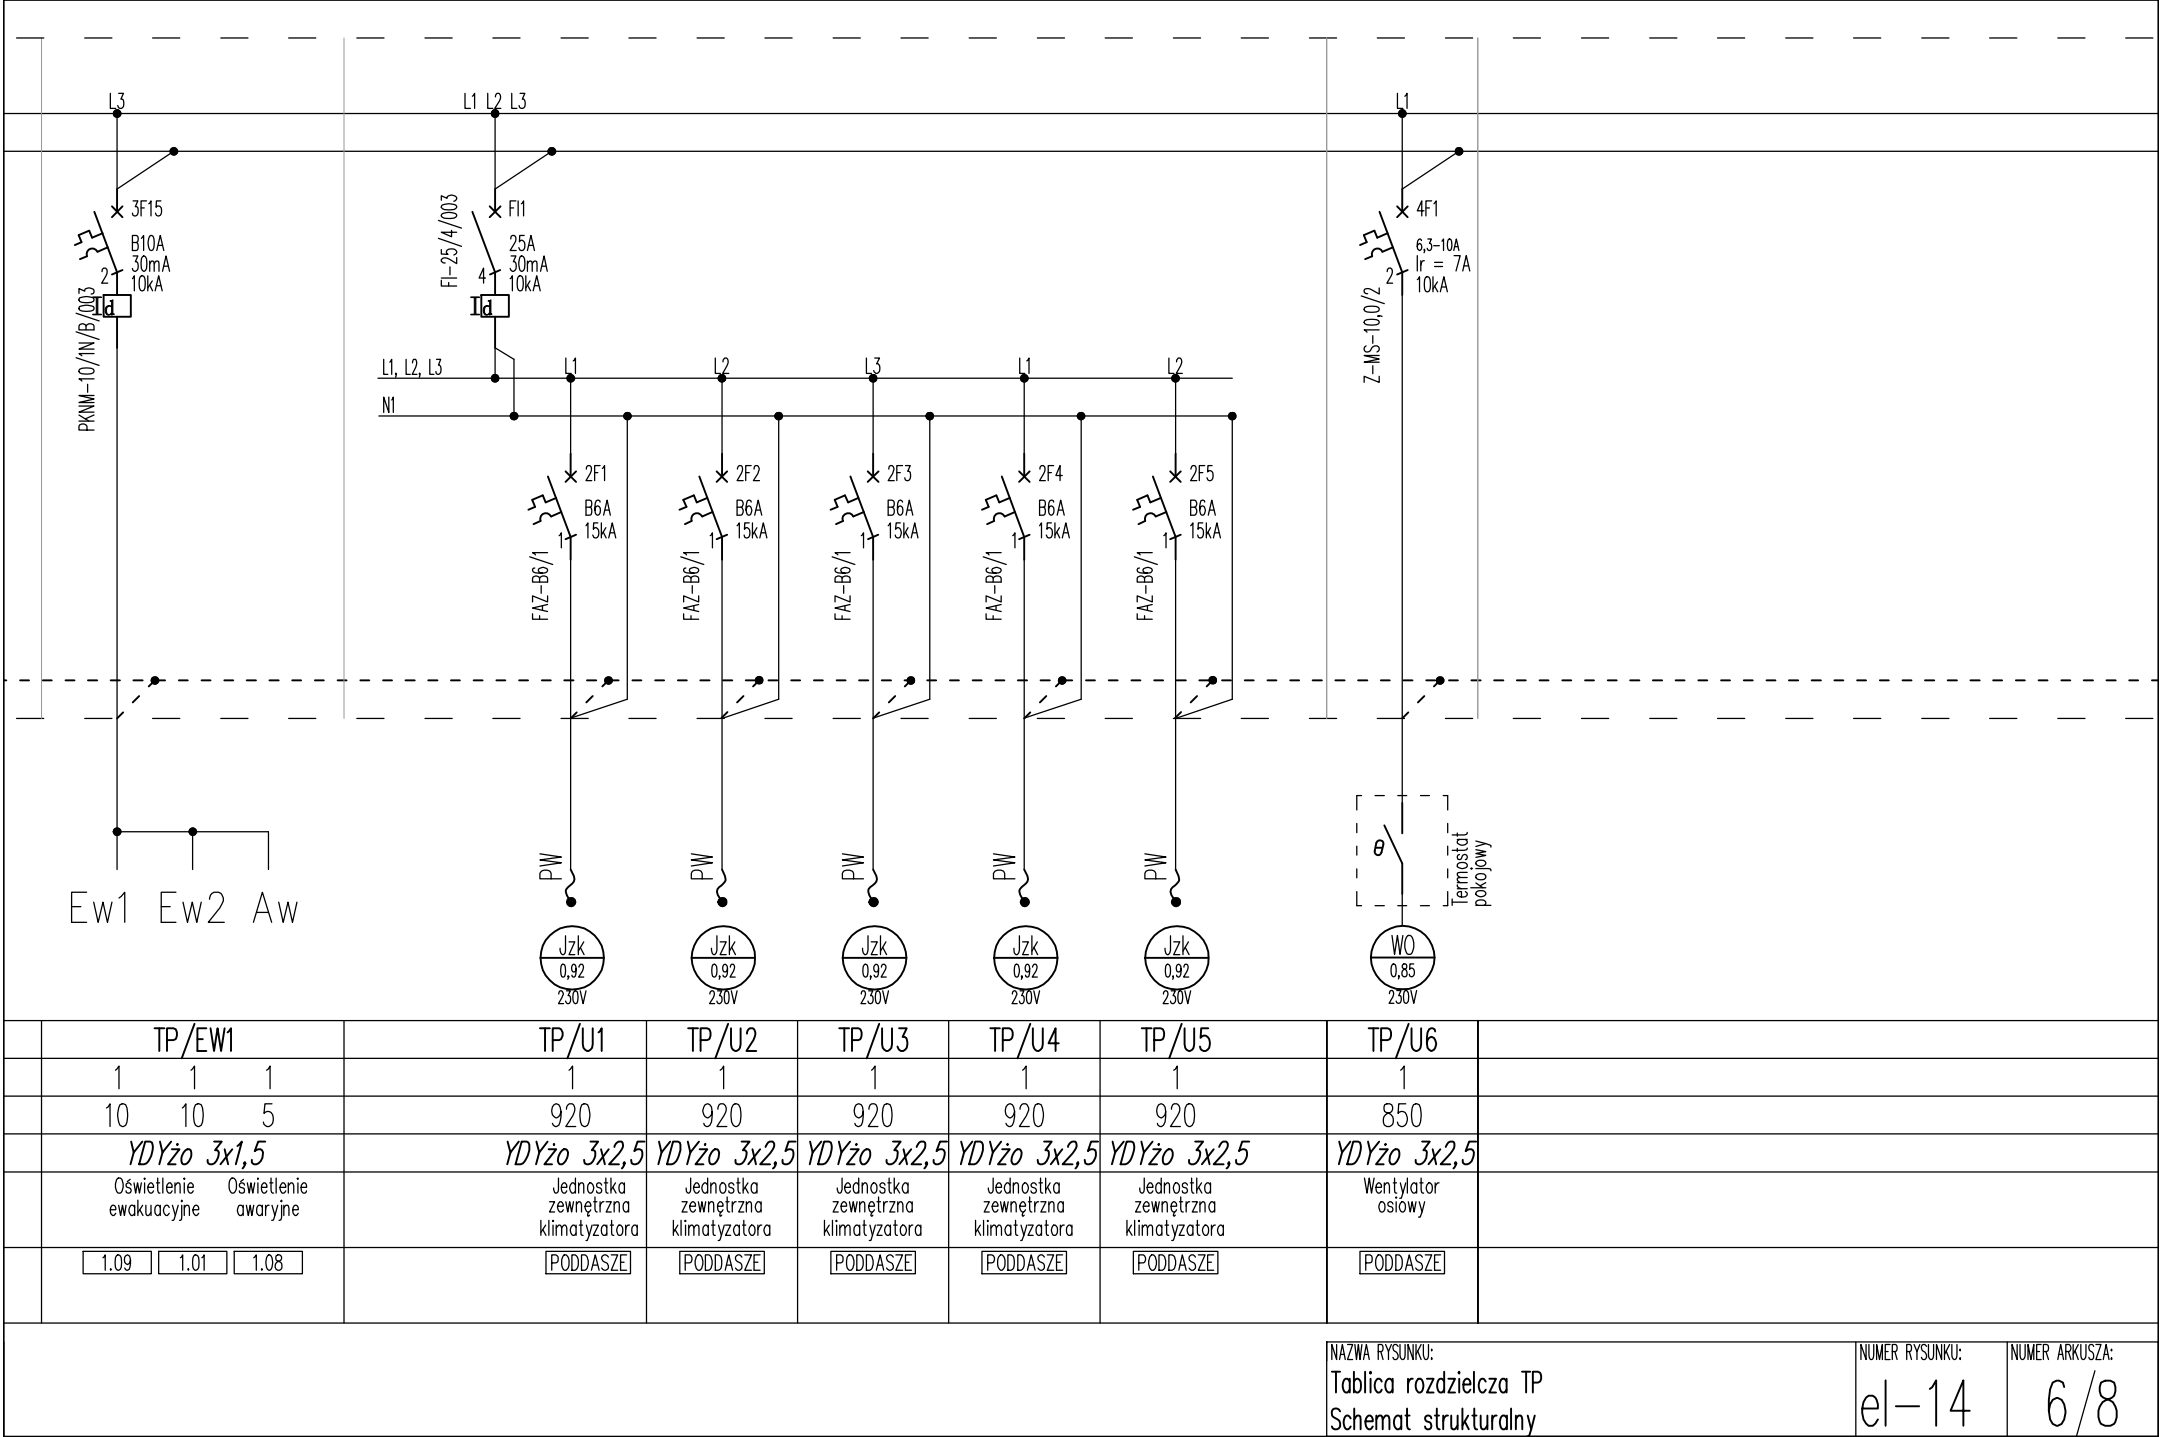 L3
L1 L2 L3
L1
3F15
B10A
30mA
10kA
2
Id
PKNM-10/1N/B/003
FI1
25A
30mA
10kA
4
Id
FI-25/4/003
4F1
6,3-10A
Ir = 7A
10kA
2
Z-MS-10,0/2
L1, L2, L3
L1
L2
L3
L1
L2
N1
2F1
B6A
15kA
1
FAZ-B6/1
2F2
B6A
15kA
1
FAZ-B6/1
2F3
B6A
15kA
1
FAZ-B6/1
2F4
B6A
15kA
1
FAZ-B6/1
2F5
B6A
15kA
1
FAZ-B6/1
Ew1 Ew2 Aw
PW
PW
PW
PW
PW
θ
Termostat
pokojowy
Jzk
0,92
230V
Jzk
0,92
230V
Jzk
0,92
230V
Jzk
0,92
230V
Jzk
0,92
230V
WO
0,85
230V
TP/EW1 TP/U1 TP/U2 TP/U3 TP/U4 TP/U5 TP/U6
1 1 1 1 1 1 1 1 1
10 10 5 920 920 920 920 920 850
YDYżo 3x1,5 YDYżo 3x2,5 YDYżo 3x2,5 YDYżo 3x2,5 YDYżo 3x2,5 YDYżo 3x2,5 YDYżo 3x2,5
Oświetlenie
ewakuacyjne
Oświetlenie
awaryjne
Jednostka
zewnętrzna
klimatyzatora
Jednostka
zewnętrzna
klimatyzatora
Jednostka
zewnętrzna
klimatyzatora
Jednostka
zewnętrzna
klimatyzatora
Jednostka
zewnętrzna
klimatyzatora
Wentylator
osiowy
1.09 1.01 1.08 PODDASZE PODDASZE PODDASZE PODDASZE PODDASZE PODDASZE
NAZWA RYSUNKU:
Tablica rozdzielcza TP
Schemat strukturalny
NUMER RYSUNKU:
el-14
NUMER ARKUSZA:
6/8